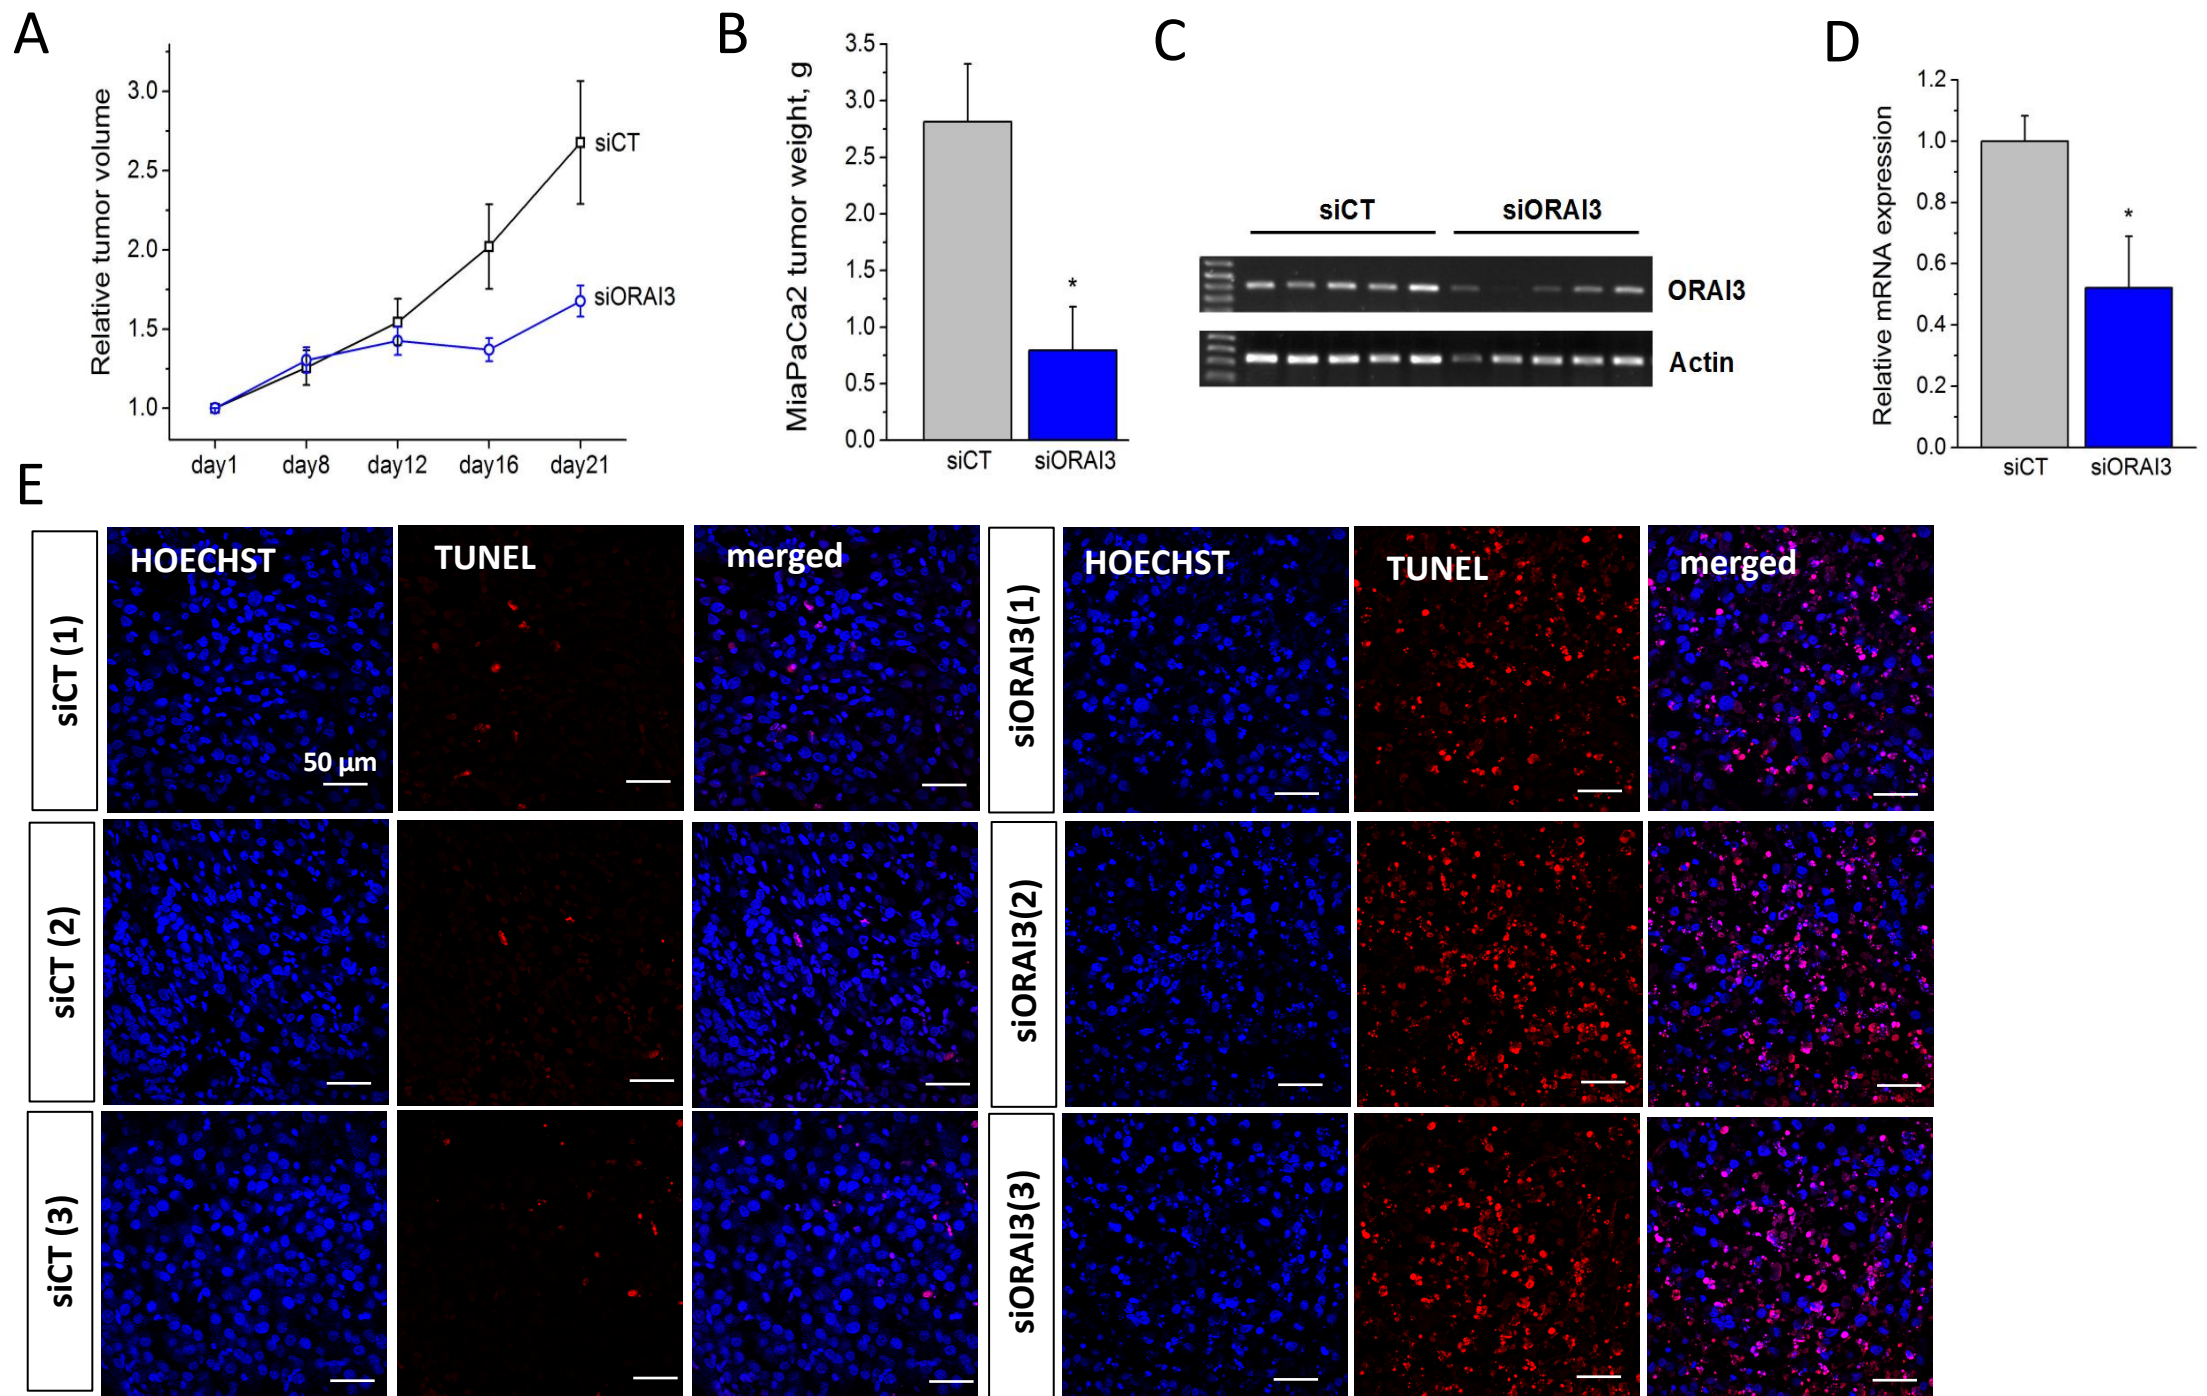 A
Relative tumor volume
3.0
2.5
2.0
1.5
1.0
siCT
siORAI3
day1 day8 day12 day16 day21
B
MiaPaCa2 tumor weight, g
3.5
3.0
2.5
2.0
1.5
1.0
0.5
0.0
*
siCT siORAI3
C
siCT siORAI3
ORAI3
Actin
D
Relative mRNA expression
1.2
1.0
0.8
0.6
0.4
0.2
0.0
*
siCT siORAI3
E
siCT (1)
HOECHST TUNEL merged
50 µm
siORAI3(1)
HOECHST TUNEL merged
siCT (2)
siORAI3(2)
siCT (3)
siORAI3(3)